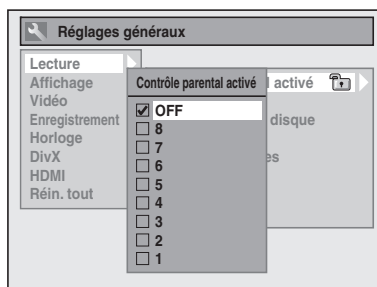 Réglages généraux
Lecture
Affichage
Vidéo
Enregistrement
Horloge
DivX
HDMI
Réin. tout
Contrôle parental activé
OFF
8
7
6
5
4
3
2
1
activé
disque